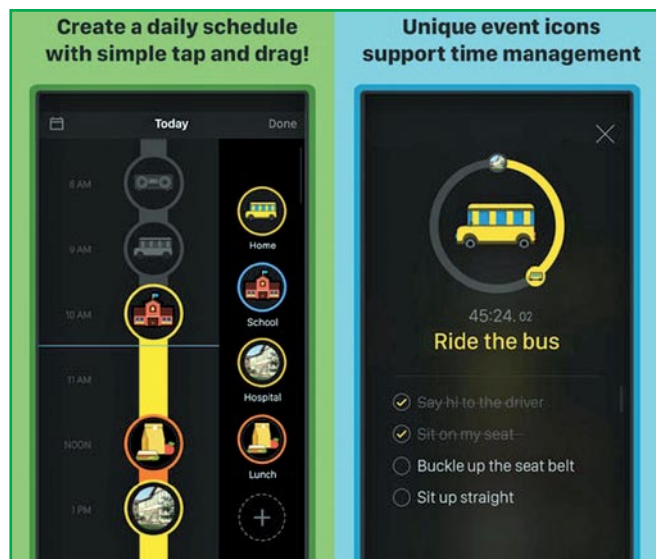 Create a daily schedule
with simple tap and drag!
Today
Done
8 AM
9 AM
10 AM
11 AM
NOON
1 PM
Home
School
Hospital
Lunch
Unique event icons
support time management
45:24. 02
Ride the bus
Say hi to the driver
Sit on my seat
Buckle up the seat belt
Sit up straight